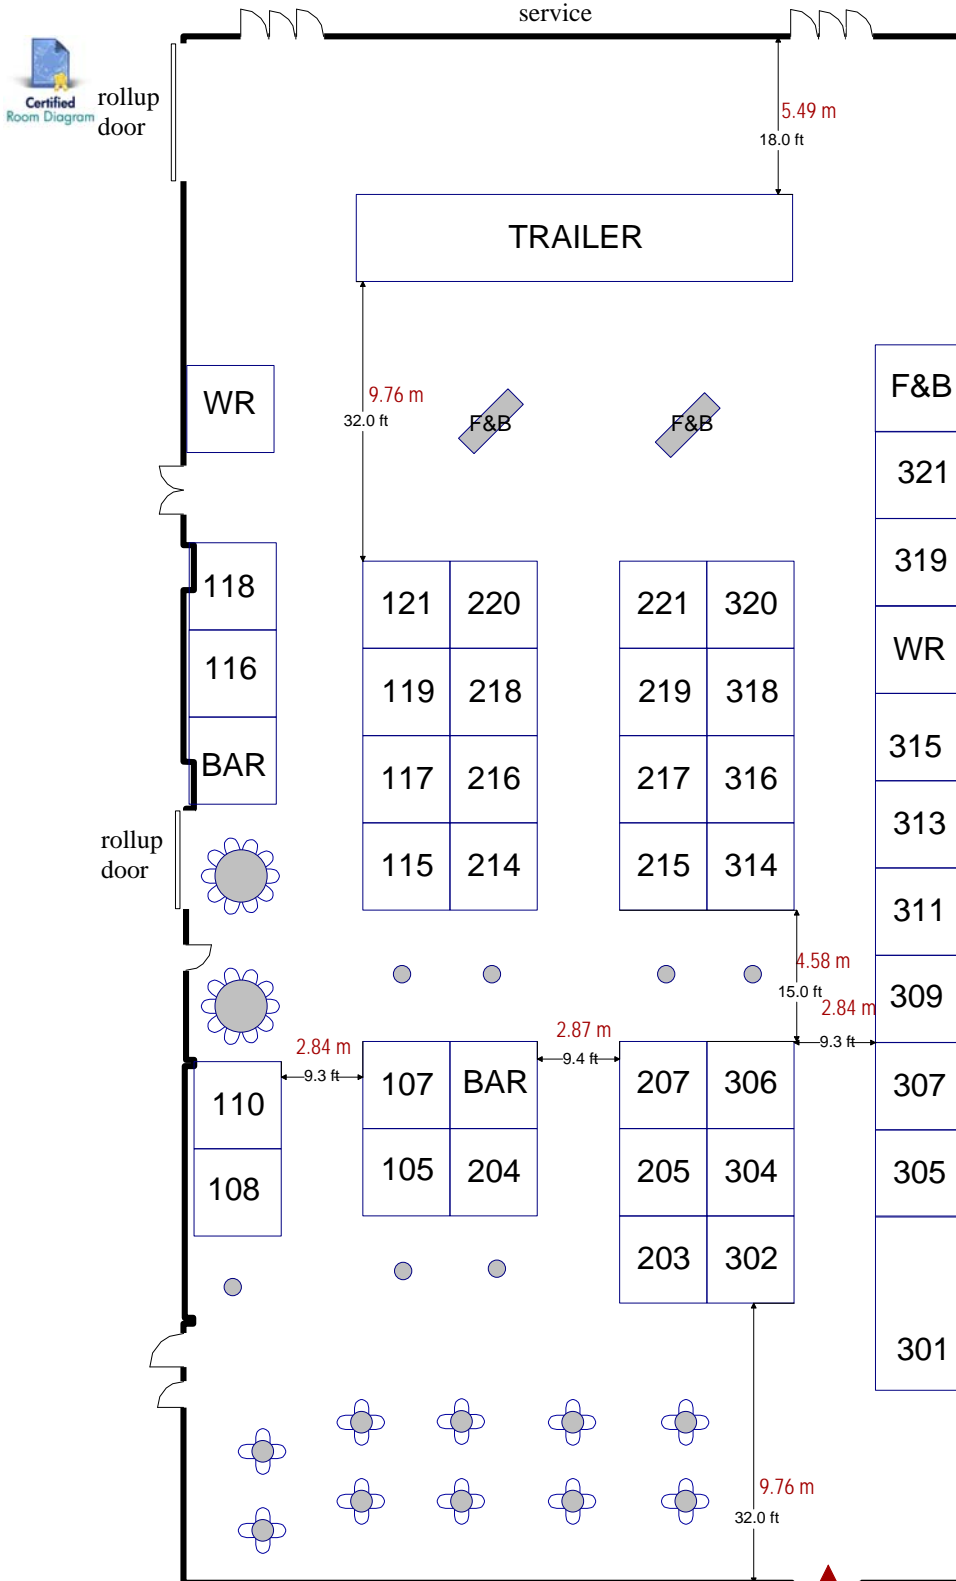 service
Certified
Room Diagram
rollup
door
5.49 m
18.0 ft
TRAILER
WR
9.76 m
32.0 ft
F&B
F&B
F&B
321
319
WR
315
313
311
309
307
305
301
118
116
BAR
121 220
119 218
117 216
115 214
221 320
219 318
217 316
215 314
rollup
door
4.58 m
15.0 ft
2.84 m
9.3 ft
2.84 m
9.3 ft
2.87 m
9.4 ft
110
108
107 BAR
105 204
207 306
205 304
203 302
9.76 m
32.0 ft